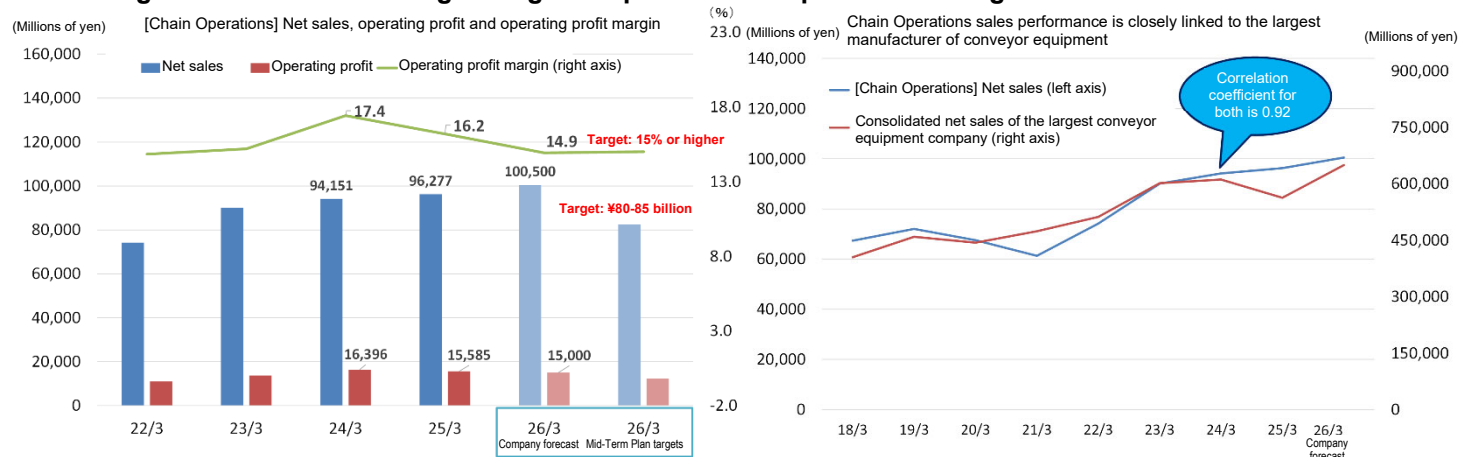 [Chain Operations] Net sales, operating profit and operating profit margin
(Millions of yen)
(%)
Net sales
Operating profit
Operating profit margin (right axis)
160,000
140,000
120,000
100,000
80,000
60,000
40,000
20,000
0
23.0
18.0
13.0
8.0
3.0
-2.0
17.4
16.2
14.9
Target: 15% or higher
94,151
96,277
100,500
Target: ¥80-85 billion
16,396
15,585
15,000
22/3
23/3
24/3
25/3
26/3
Company forecast
26/3
Mid-Term Plan targets
Chain Operations sales performance is closely linked to the largest
manufacturer of conveyor equipment
(Millions of yen)
(Millions of yen)
[Chain Operations] Net sales (left axis)
Consolidated net sales of the largest conveyor
equipment company (right axis)
Correlation
coefficient for
both is 0.92
140,000
120,000
100,000
80,000
60,000
40,000
20,000
0
900,000
750,000
600,000
450,000
300,000
150,000
0
18/3
19/3
20/3
21/3
22/3
23/3
24/3
25/3
26/3
Company
forecast